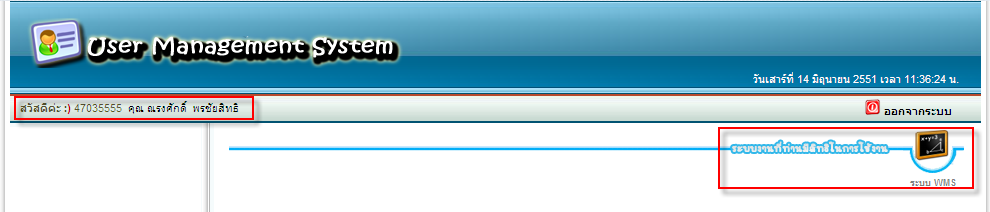 User Management System
วันเสาร์ที่ 14 มิถุนายน 2551 เวลา 11:36:24 น.
สวัสดีค่ะ :) 47035555 คุณ ณรงศักดิ์ พรชัยสิทธิ
ออกจากระบบ
ระบบงานที่ท่านมีสิทธิในการใช้งาน
ระบบ WMS